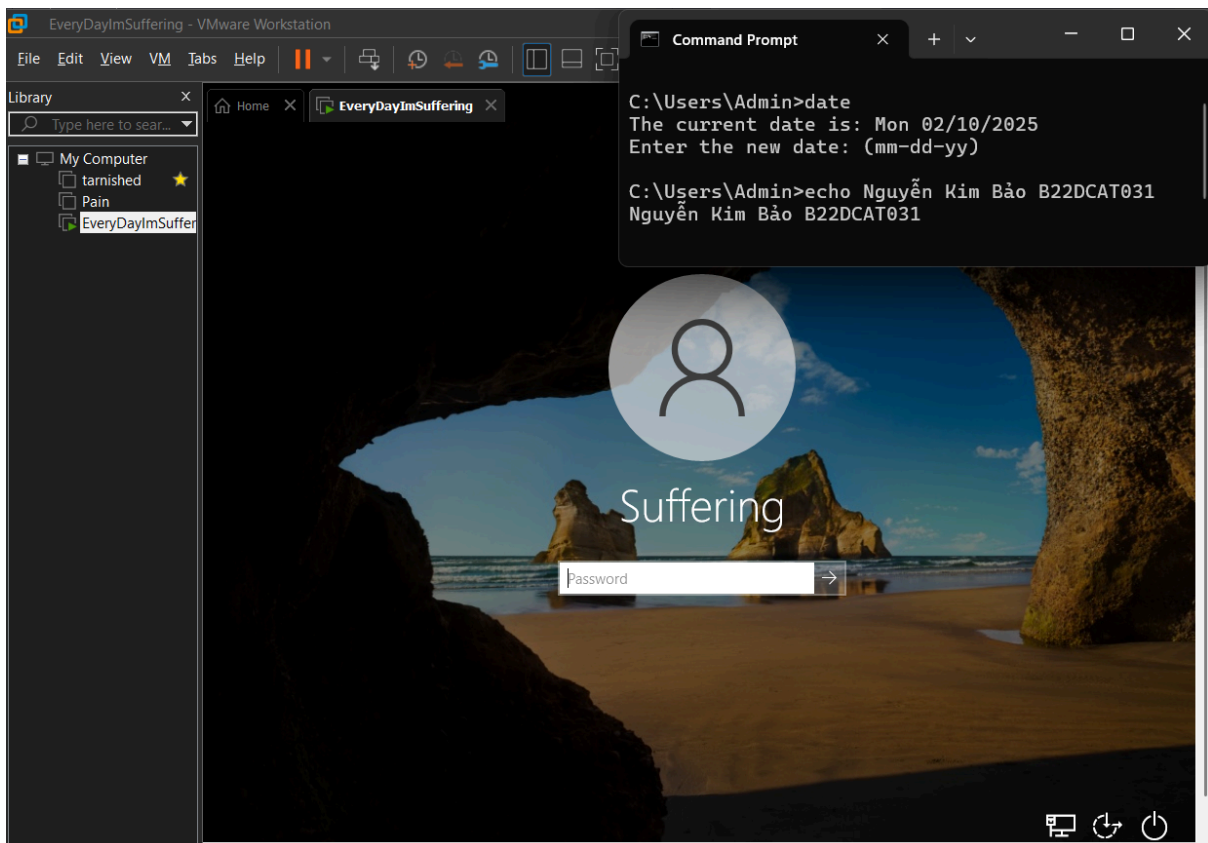 EveryDayImSuffering - VMware Workstation
File Edit View VM Tabs Help
Library
Type here to sear...
My Computer
tarnished
Pain
EveryDayImSuffer
Home
EveryDayImSuffering
Command Prompt
C:\Users\Admin>date
The current date is: Mon 02/10/2025
Enter the new date: (mm-dd-yy)
C:\Users\Admin>echo Nguyễn Kim Bảo B22DCAT031
Nguyễn Kim Bảo B22DCAT031
Suffering
Password